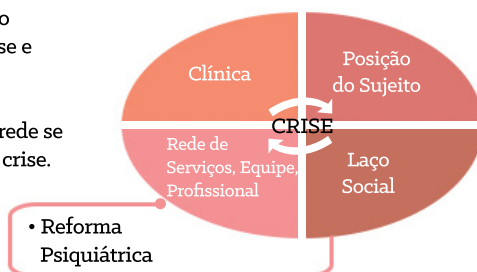 o
se e
rede se
crise.
Clínica
Posição
do Sujeito
CRISE
Rede de
Serviços, Equipe,
Profissional
Laço
Social
• Reforma
Psiquiátrica